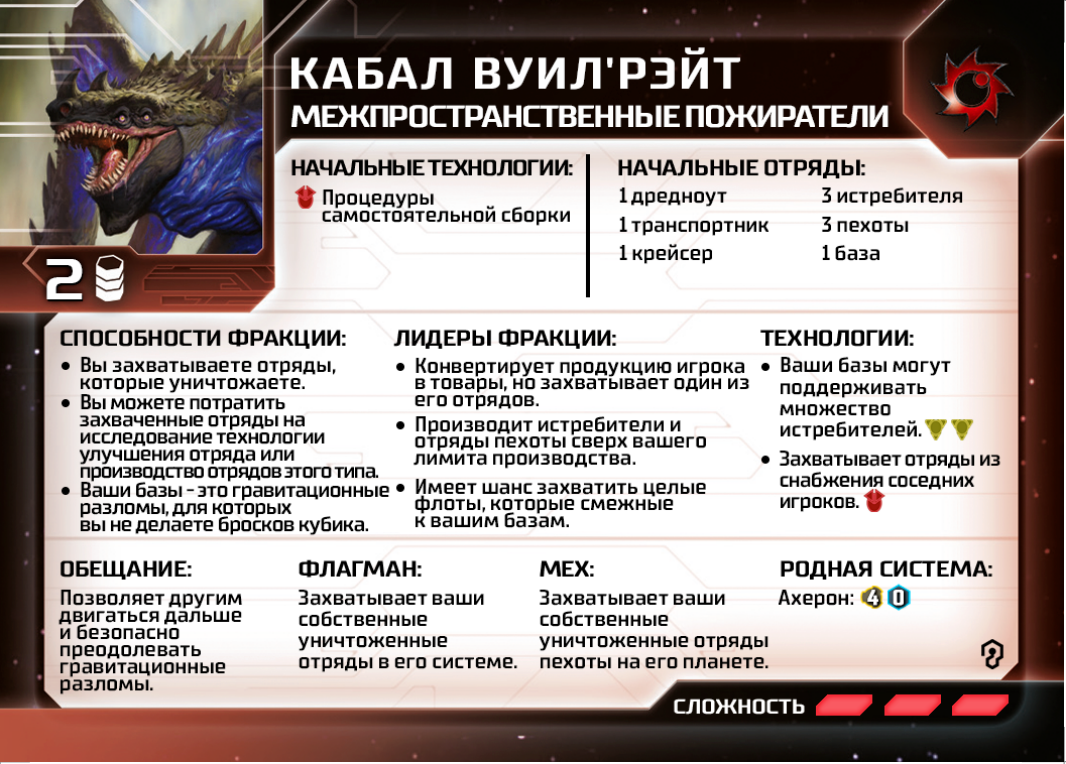 КАБАЛ ВУИЛ'РЭЙТ
МЕЖПРОСТРАНСТВЕННЫЕ ПОЖИРАТЕЛИ
2
НАЧАЛЬНЫЕ ТЕХНОЛОГИИ:
Процедуры
самостоятельной сборки
НАЧАЛЬНЫЕ ОТРЯДЫ:
1 дредноут
1 транспортник
1 крейсер
3 истребителя
3 пехоты
1 база
СПОСОБНОСТИ ФРАКЦИИ:
• Вы захватываете отряды,
которые уничтожаете.
• Вы можете потратить
захваченные отряды на
исследование технологии
улучшения отряда или
производство отрядов этого типа.
• Ваши базы - это гравитационные
разломы, для которых
вы не делаете бросков кубика.
ЛИДЕРЫ ФРАКЦИИ:
• Конвертирует продукцию игрока
в товары, но захватывает один из
его отрядов.
• Производит истребители и
отряды пехоты сверх вашего
лимита производства.
• Имеет шанс захватить целые
флоты, которые смежные
к вашим базам.
ТЕХНОЛОГИИ:
• Ваши базы могут
поддерживать
множество
истребителей.
• Захватывает отряды из
снабжения соседних
игроков.
ОБЕЩАНИЕ:
Позволяет другим
двигаться дальше
и безопасно
преодолевать
гравитационные
разломы.
ФЛАГМАН:
Захватывает ваши
собственные
уничтоженные
отряды в его системе.
МЕХ:
Захватывает ваши
собственные
уничтоженные отряды
пехоты на его планете.
РОДНАЯ СИСТЕМА:
Ахерон: 4 0
СЛОЖНОСТЬ